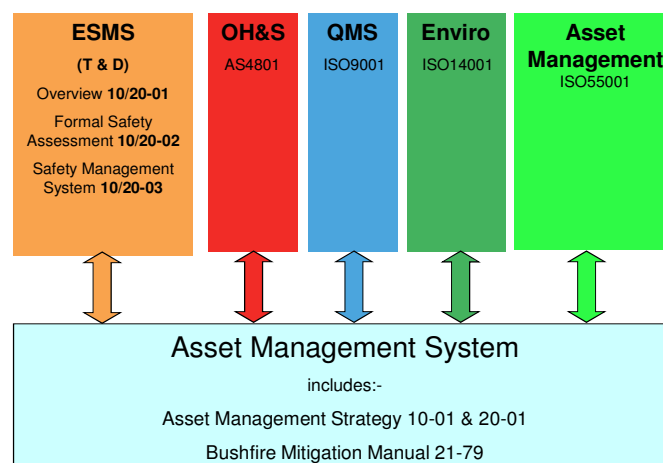 ESMS
(T & D)
Overview 10/20-01
Formal Safety
Assessment 10/20-02
Safety Management
System 10/20-03
OH&S
AS4801
QMS
ISO9001
Enviro
ISO14001
Asset
Management
ISO55001
Asset Management System
includes:-
Asset Management Strategy 10-01 & 20-01
Bushfire Mitigation Manual 21-79